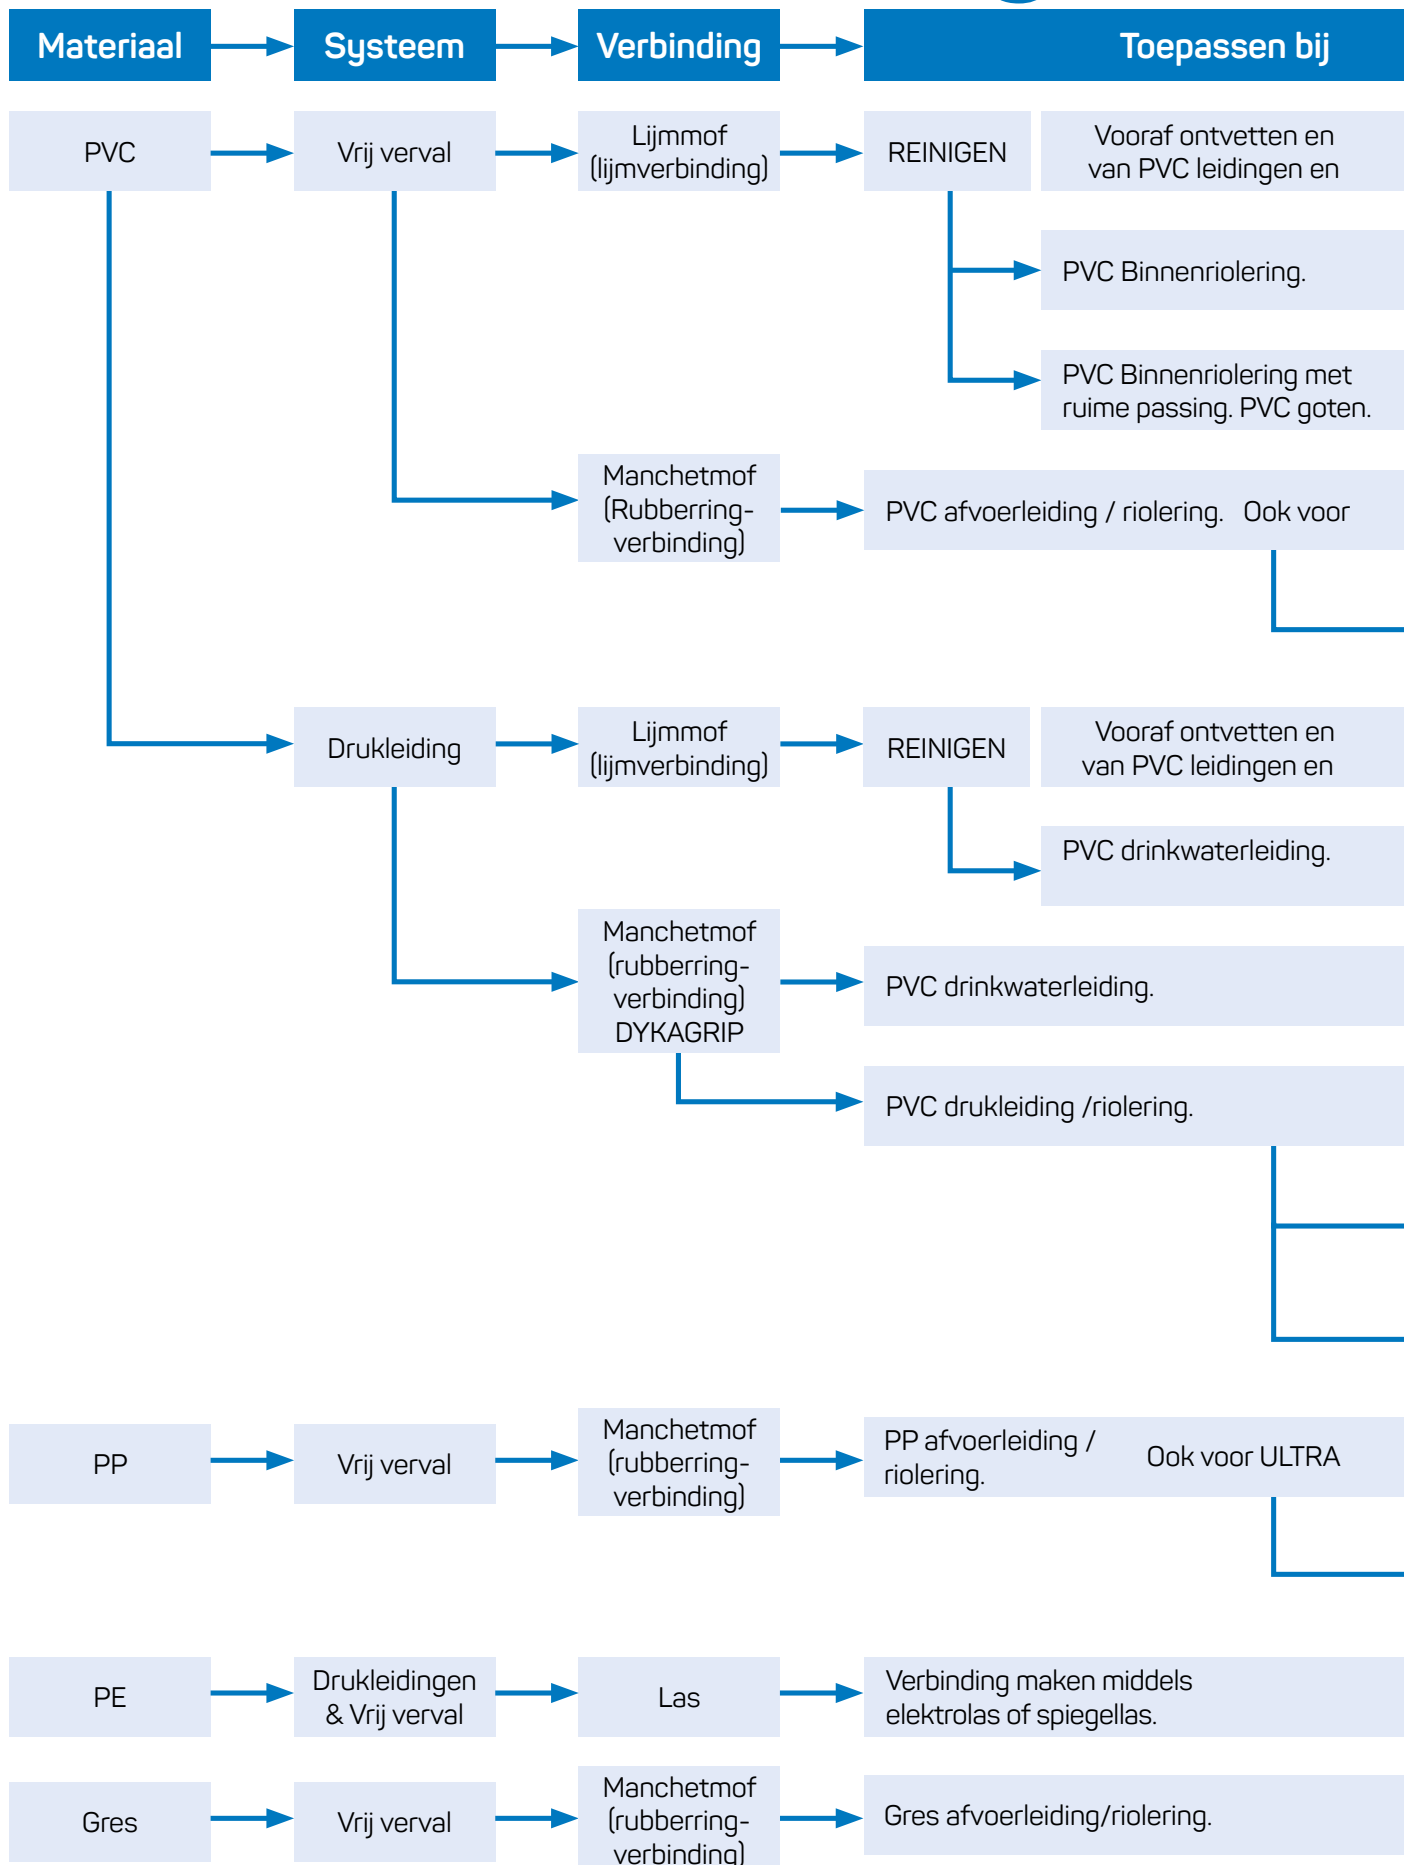 Materiaal
Systeem
Verbinding
Toepassen bij
PVC
Vrij verval
Lijmmof
(lijmverbinding)
REINIGEN
Vooraf ontvetten en
van PVC leidingen en
PVC Binnenriolering.
PVC Binnenriolering met
ruime passing. PVC goten.
Manchetmof
(Rubberring-
verbinding)
PVC afvoerleiding / riolering. Ook voor
Drukleiding
Lijmmof
(lijmverbinding)
REINIGEN
Vooraf ontvetten en
van PVC leidingen en
PVC drinkwaterleiding.
Manchetmof
(rubberring-
verbinding)
DYKAGRIP
PVC drinkwaterleiding.
PVC drukleiding /riolering.
PP
Vrij verval
Manchetmof
(rubberring-
verbinding)
PP afvoerleiding /
riolering.
Ook voor ULTRA
PE
Drukleidingen
& Vrij verval
Las
Verbinding maken middels
elektrolas of spiegellas.
Gres
Vrij verval
Manchetmof
(rubberring-
verbinding)
Gres afvoerleiding/riolering.